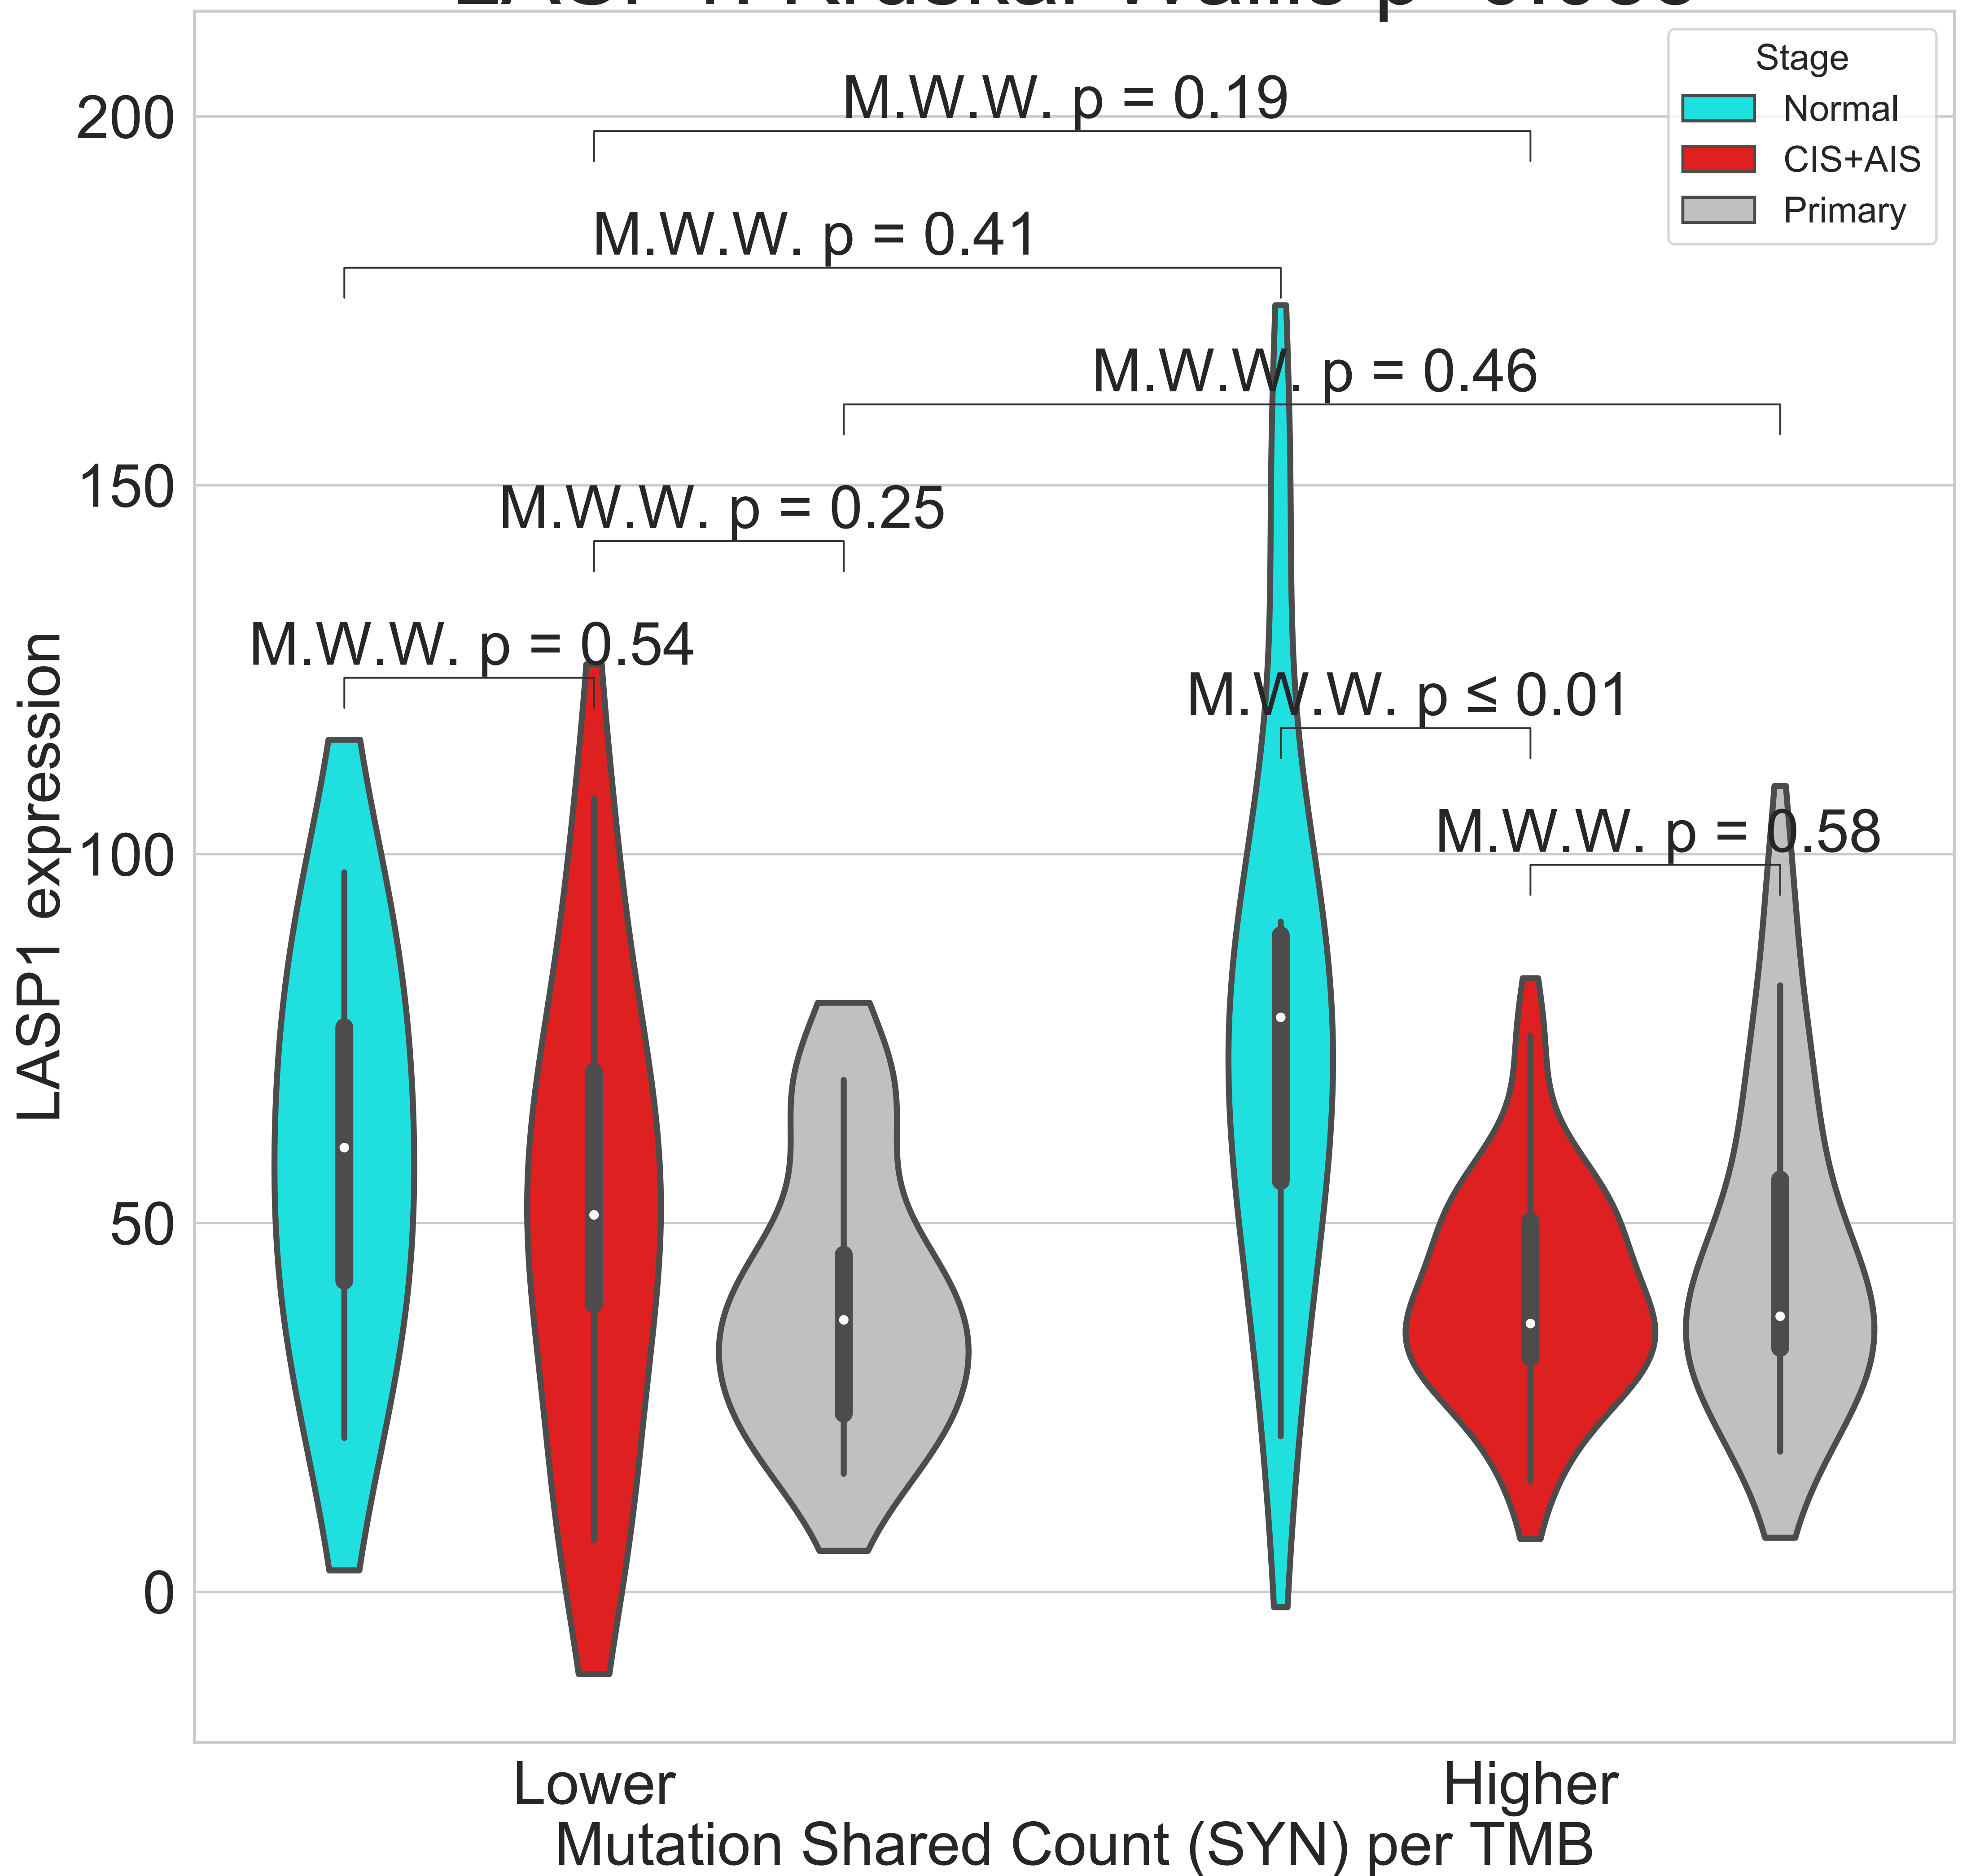 Stage
Normal
CIS+AIS
Primary
M.W.W. p = 0.19
M.W.W. p = 0.41
M.W.W. p = 0.46
M.W.W. p = 0.25
M.W.W. p = 0.54
M.W.W. p ≤ 0.01
M.W.W. p = 0.58
200
150
100
50
0
LASP1 expression
Lower
Higher
Mutation Shared Count (SYN) per TMB